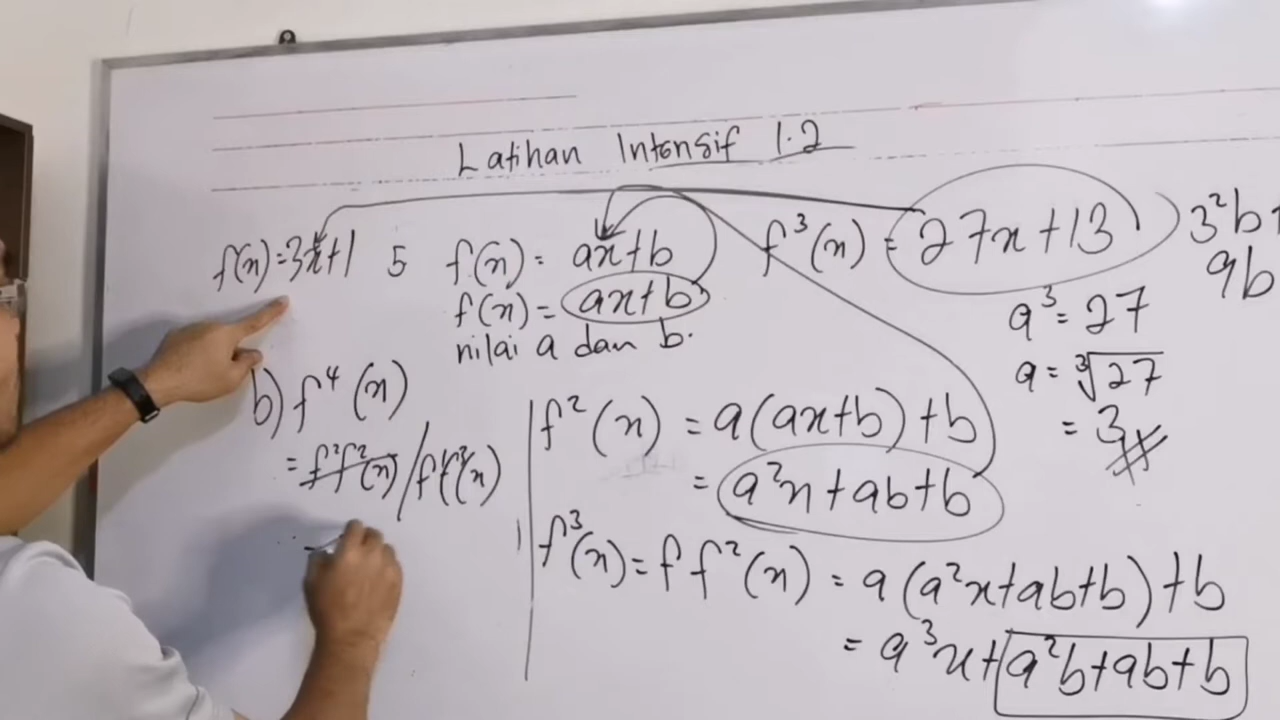 Latihan Intensif 1.2
f(x)=3x+1
5 f(x) = ax+b
f³(x) = 27x+13
f(x) = ax+b
nilai a dan b.
b) f⁴(x)
= f²f²(x) / f f³(x)
f²(x) = a(ax+b)+b
= a²x+ab+b
f³(x) = f f²(x) = a(a²x+ab+b)+b
= a³x+a²b+ab+b
a³ = 27
a = ³√27
= 3
3²b+
9b